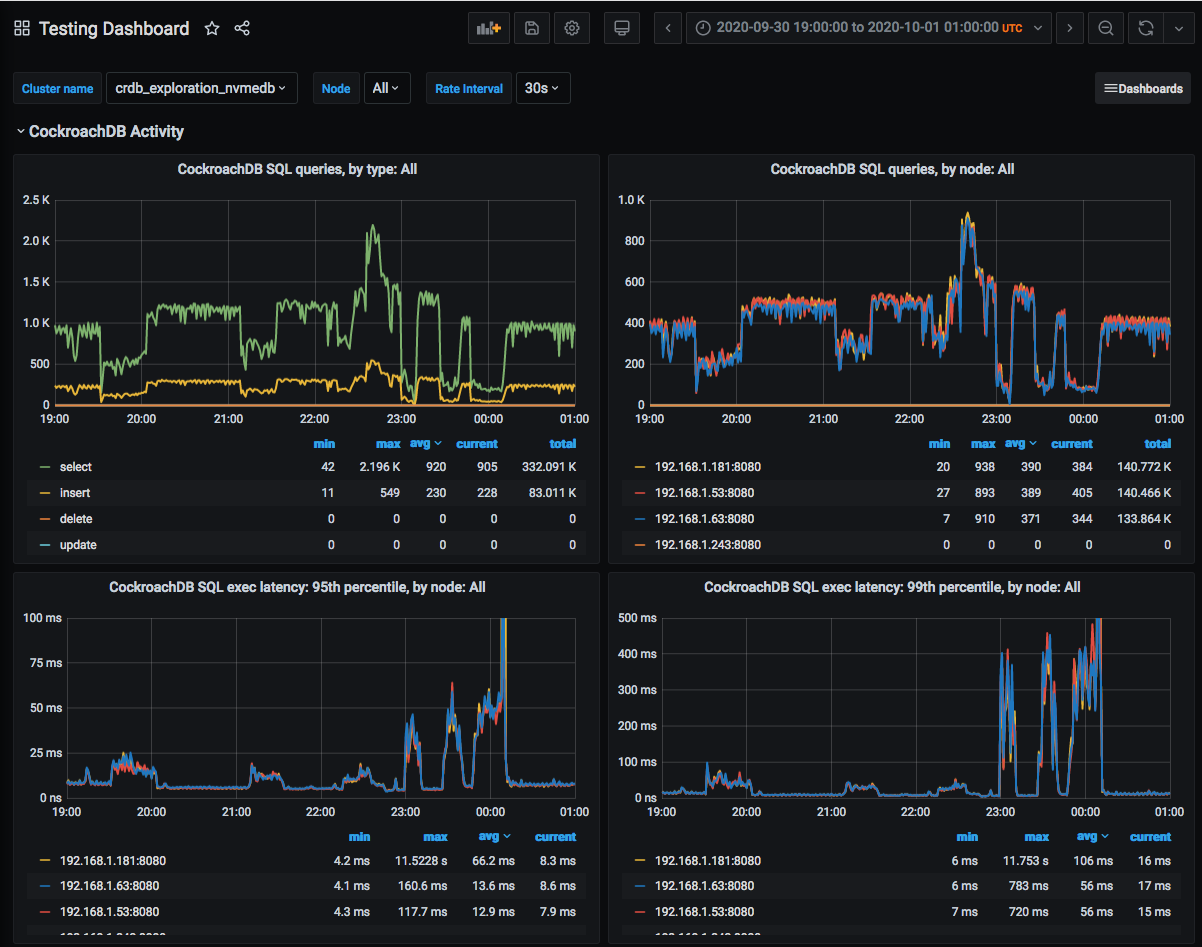 Testing Dashboard
2020-09-30 19:00:00 to 2020-10-01 01:00:00 UTC
Cluster name crdb_exploration_nvmedb Node All Rate Interval 30s Dashboards
CockroachDB Activity
CockroachDB SQL queries, by type: All
2.5 K
2.0 K
1.5 K
1.0 K
500
0
19:00 20:00 21:00 22:00 23:00 00:00 01:00
min max avg current total
select 42 2.196 K 920 905 332.091 K
insert 11 549 230 228 83.011 K
delete 0 0 0 0 0
update 0 0 0 0 0
CockroachDB SQL queries, by node: All
1.0 K
800
600
400
200
0
19:00 20:00 21:00 22:00 23:00 00:00 01:00
min max avg current total
192.168.1.181:8080 20 938 390 384 140.772 K
192.168.1.53:8080 27 893 389 405 140.466 K
192.168.1.63:8080 7 910 371 344 133.864 K
192.168.1.243:8080 0 0 0 0 0
CockroachDB SQL exec latency: 95th percentile, by node: All
100 ms
75 ms
50 ms
25 ms
0 ns
19:00 20:00 21:00 22:00 23:00 00:00 01:00
min max avg current
192.168.1.181:8080 4.2 ms 11.5228 s 66.2 ms 8.3 ms
192.168.1.63:8080 4.1 ms 160.6 ms 13.6 ms 8.6 ms
192.168.1.53:8080 4.3 ms 117.7 ms 12.9 ms 7.9 ms
CockroachDB SQL exec latency: 99th percentile, by node: All
500 ms
400 ms
300 ms
200 ms
100 ms
0 ns
19:00 20:00 21:00 22:00 23:00 00:00 01:00
min max avg current
192.168.1.181:8080 6 ms 11.753 s 106 ms 16 ms
192.168.1.63:8080 6 ms 783 ms 56 ms 17 ms
192.168.1.53:8080 7 ms 720 ms 56 ms 15 ms